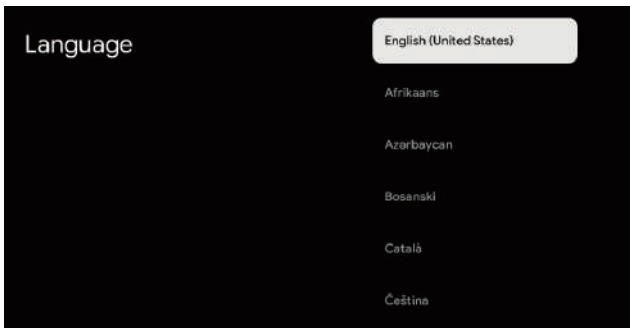 Language
English (United States)
Afrikaans
Azərbaycan
Bosanski
Català
Čeština